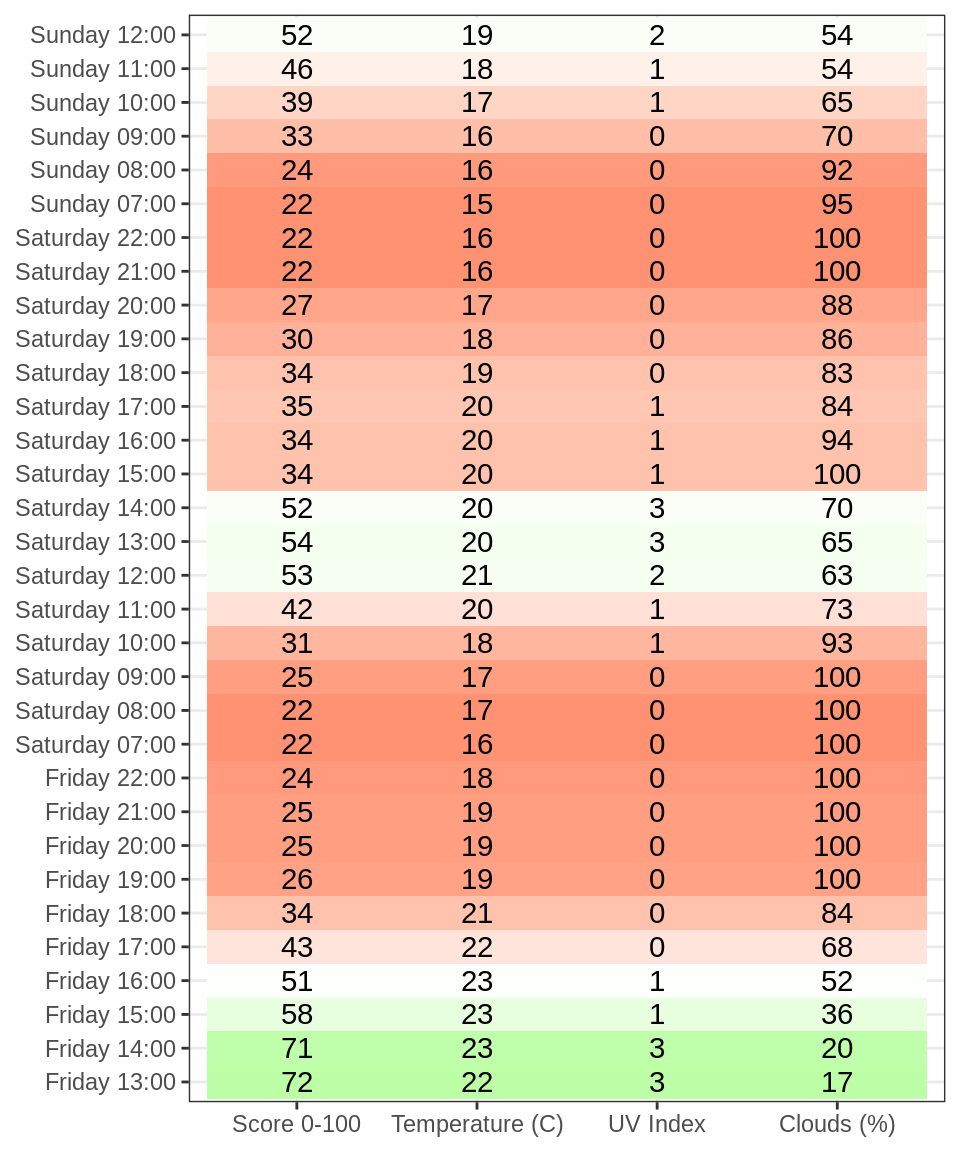 Sunday 12:00 52 19 2 54
Sunday 11:00 46 18 1 54
Sunday 10:00 39 17 1 65
Sunday 09:00 33 16 0 70
Sunday 08:00 24 16 0 92
Sunday 07:00 22 15 0 95
Saturday 22:00 22 16 0 100
Saturday 21:00 22 16 0 100
Saturday 20:00 27 17 0 88
Saturday 19:00 30 18 0 86
Saturday 18:00 34 19 0 83
Saturday 17:00 35 20 1 84
Saturday 16:00 34 20 1 94
Saturday 15:00 34 20 1 100
Saturday 14:00 52 20 3 70
Saturday 13:00 54 20 3 65
Saturday 12:00 53 21 2 63
Saturday 11:00 42 20 1 73
Saturday 10:00 31 18 1 93
Saturday 09:00 25 17 0 100
Saturday 08:00 22 17 0 100
Saturday 07:00 22 16 0 100
Friday 22:00 24 18 0 100
Friday 21:00 25 19 0 100
Friday 20:00 25 19 0 100
Friday 19:00 26 19 0 100
Friday 18:00 34 21 0 84
Friday 17:00 43 22 0 68
Friday 16:00 51 23 1 52
Friday 15:00 58 23 1 36
Friday 14:00 71 23 3 20
Friday 13:00 72 22 3 17
Score 0-100 Temperature (C) UV Index Clouds (%)